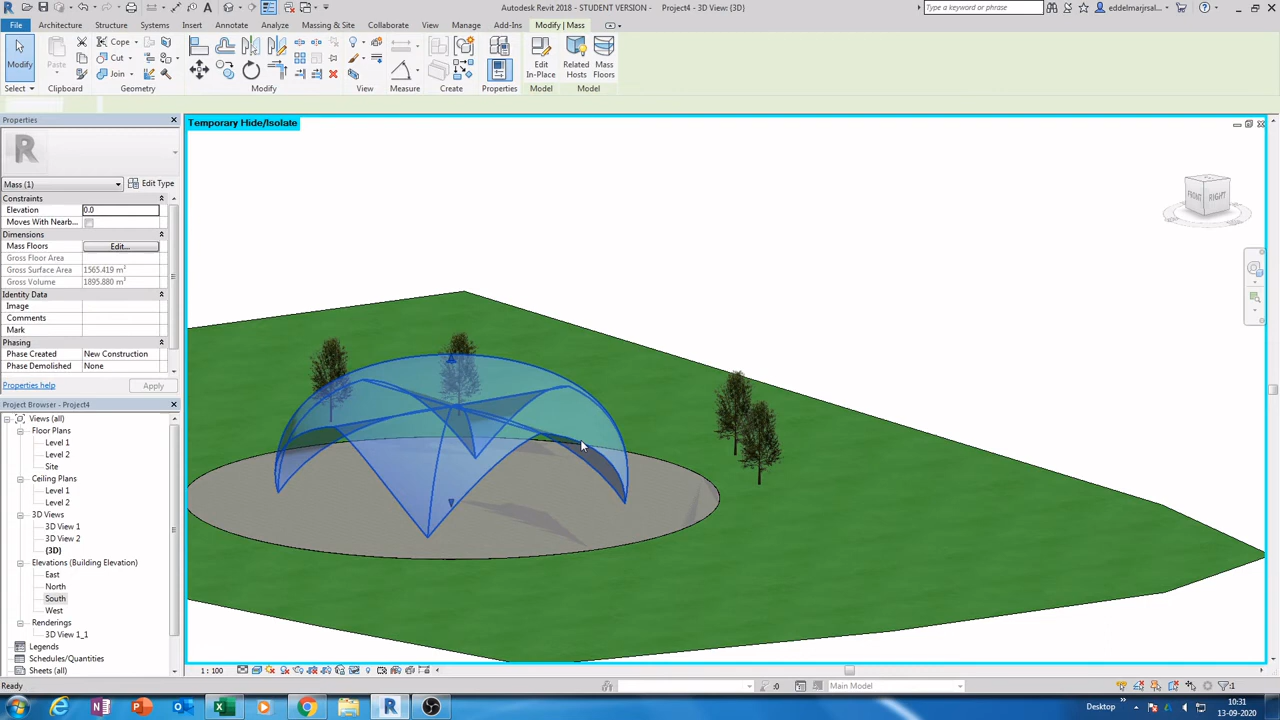 Autodesk Revit 2018 - STUDENT VERSION - Project4 - 3D View: {3D}
Type a keyword or phrase
eddelmarjrsd...
File Architecture Structure Systems Insert Annotate Analyze Massing & Site Collaborate View Manage Add-Ins Modify | Mass
Modify Paste Cope Cut Join Edit In-Place Related Hosts Mass Floors
Select Properties Clipboard Geometry Modify View Measure Create Properties Model Model
Properties
Temporary Hide/Isolate
R
Mass (1) Edit Type
Constraints
Elevation 0.0
Moves With Nearb...
Dimensions
Mass Floors Edit...
Gross Floor Area
Gross Surface Area 1565.419 m²
Gross Volume 1895.880 m³
Identity Data
Image
Comments
Mark
Phasing
Phase Created New Construction
Phase Demolished None
Properties help Apply
Project Browser - Project4
Views (all)
Floor Plans
Level 1
Level 2
Site
Ceiling Plans
Level 1
Level 2
3D Views
3D View 1
3D View 2
{3D}
Elevations (Building Elevation)
East
North
South
West
Renderings
3D View 1_1
Legends
Schedules/Quantities
Sheets (all)
FRONT RIGHT
1 : 100
Ready
:0
Main Model
:1
Desktop
10:31
13-09-2020